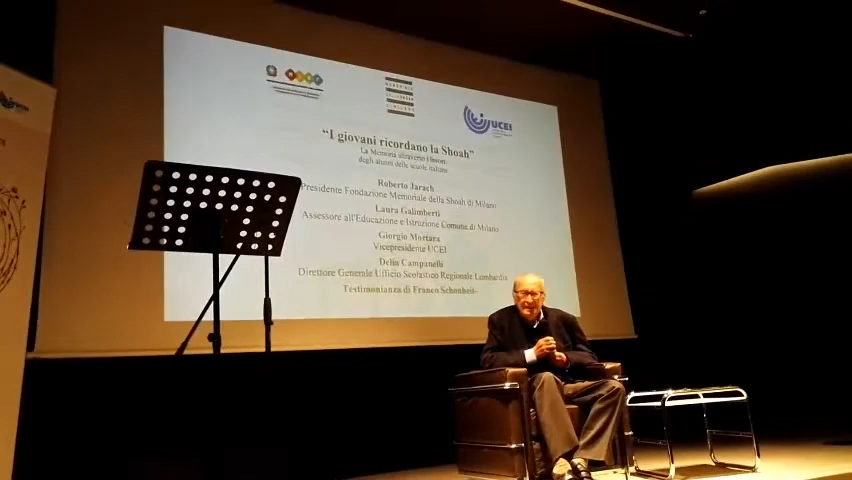 UCEI
“I giovani ricordano la Shoah”
La Memoria attraverso i lavori
degli alunni delle scuole italiane
Roberto Jarach
Presidente Fondazione Memoriale della Shoah di Milano
Laura Galimberti
Assessore all'Educazione e Istruzione Comune di Milano
Giorgio Mortara
Vicepresidente UCEI
Delia Campanelli
Direttore Generale Ufficio Scolastico Regionale Lombardia
Testimonianza di Franco Schonheit